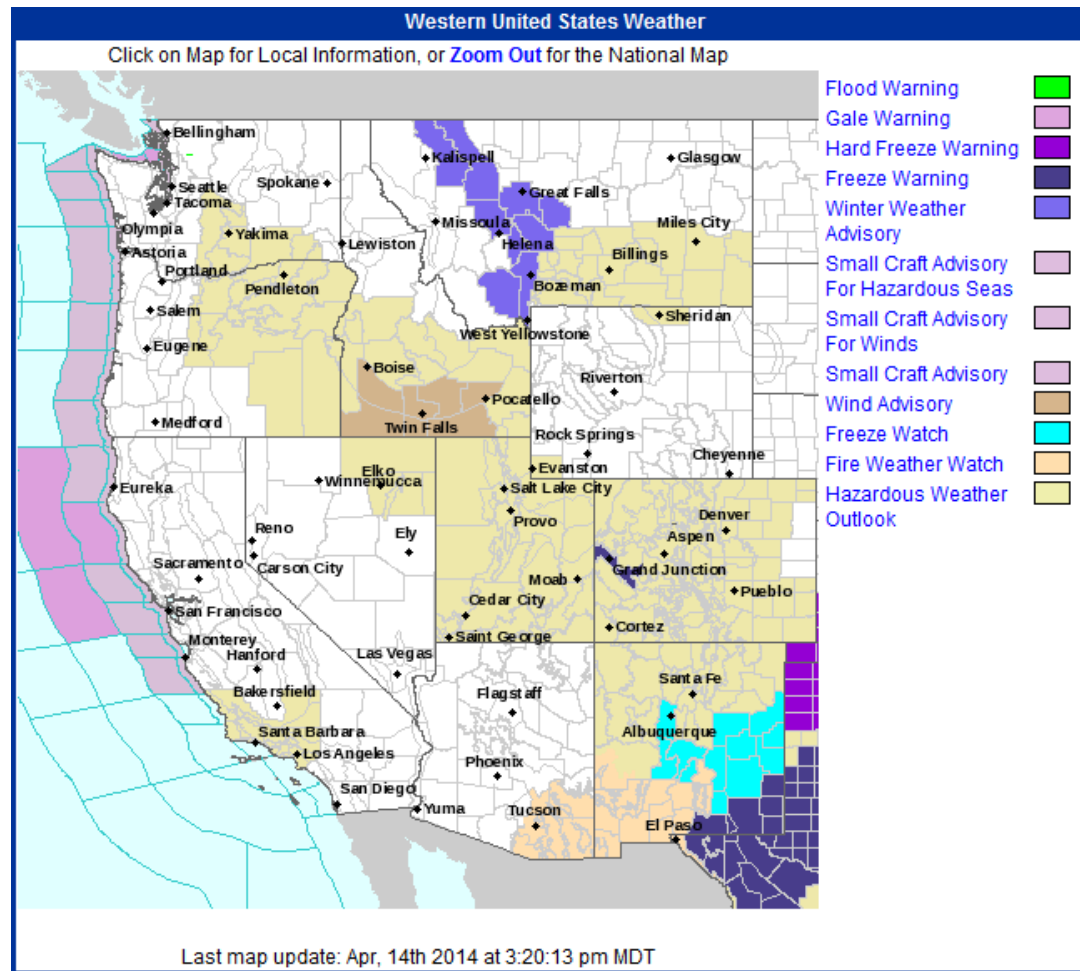 Western United States Weather
Click on Map for Local Information, or Zoom Out for the National Map
Flood Warning
Gale Warning
Hard Freeze Warning
Freeze Warning
Winter Weather
Advisory
Small Craft Advisory
For Hazardous Seas
Small Craft Advisory
For Winds
Small Craft Advisory
Wind Advisory
Freeze Watch
Fire Weather Watch
Hazardous Weather
Outlook
Bellingham
Kalispell
Glasgow
Seattle
Spokane
Great Falls
Tacoma
Olympia
Missoula
Miles City
Yakima
Helena
Lewiston
Astoria
Billings
Portland
Pendleton
Bozeman
Salem
Sheridan
West Yellowstone
Eugene
Boise
Riverton
Pocatello
Medford
Twin Falls
Rock Springs
Cheyenne
Elko
Evanston
Winnemucca
Eureka
Salt Lake City
Provo
Denver
Reno
Ely
Aspen
Sacramento
Carson City
Grand Junction
Moab
Pueblo
Cedar City
San Francisco
Cortez
Monterey
Saint George
Hanford
Las Vegas
Santa Fe
Bakersfield
Flagstaff
Santa Barbara
Albuquerque
Los Angeles
Phoenix
San Diego
Yuma
Tucson
El Paso
Last map update: Apr, 14th 2014 at 3:20:13 pm MDT